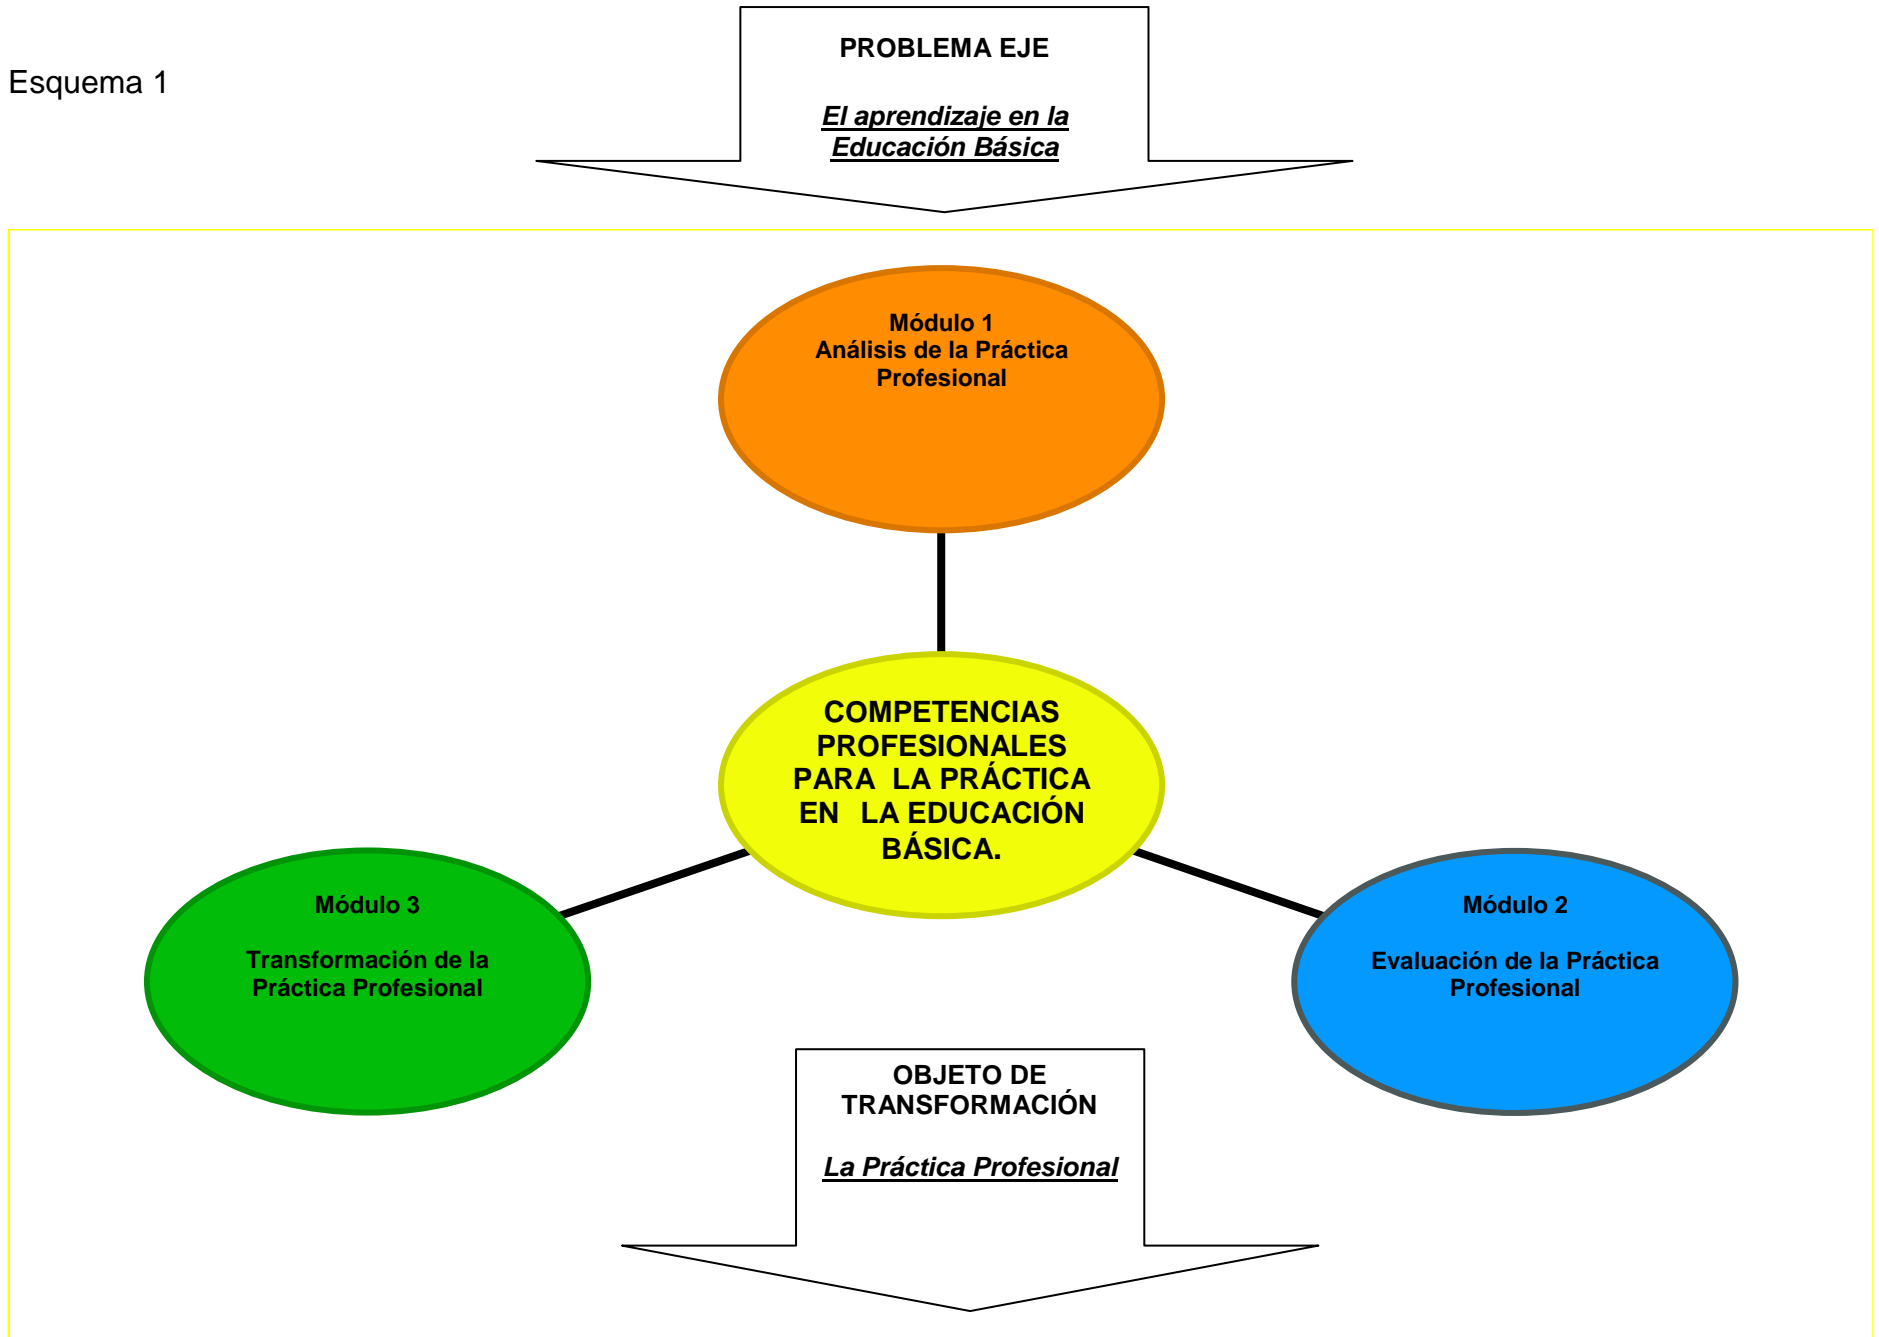 PROBLEMA EJE
Esquema 1
El aprendizaje en la
Educación Básica
Módulo 1
Análisis de la Práctica
Profesional
COMPETENCIAS
PROFESIONALES
PARA LA PRÁCTICA
EN LA EDUCACIÓN
BÁSICA.
Módulo 3
Transformación de la
Práctica Profesional
Módulo 2
Evaluación de la Práctica
Profesional
OBJETO DE
TRANSFORMACIÓN
La Práctica Profesional